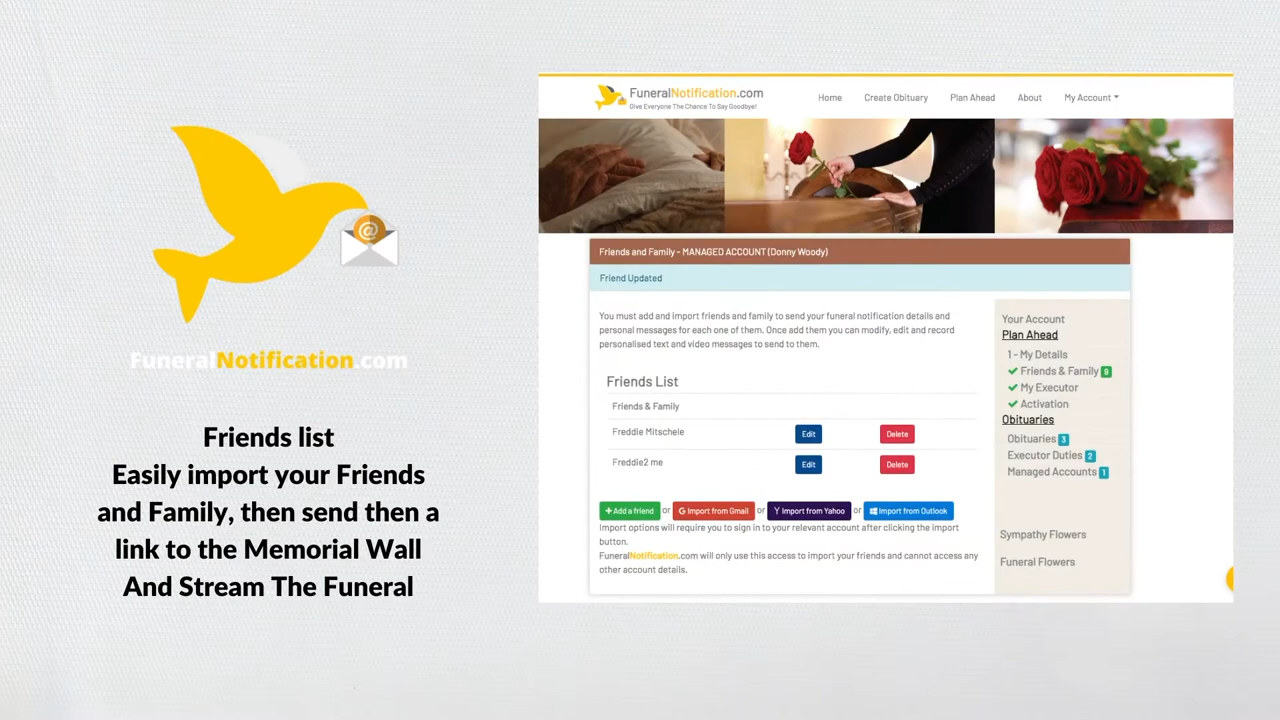 FuneralNotification.com
Friends list
Easily import your Friends
and Family, then send then a
link to the Memorial Wall
And Stream The Funeral
FuneralNotification.com
Give Everyone The Chance To Say Goodbye!
Home Create Obituary Plan Ahead About My Account
Friends and Family - MANAGED ACCOUNT (Donny Woody)
Friend Updated
You must add and import friends and family to send your funeral notification details and
personal messages for each one of them. Once add them you can modify, edit and record
personalised text and video messages to send to them.
Friends List
Friends & Family
Freddie Mitschele Edit Delete
Freddie2 me Edit Delete
+Add a friend or G Import from Gmail or Y Import from Yahoo or Import from Outlook
Import options will require you to sign in to your relevant account after clicking the import
button.
FuneralNotification.com will only use this access to import your friends and cannot access any
other account details.
Your Account
Plan Ahead
1 - My Details
Friends & Family 9
My Executor
Activation
Obituaries
Obituaries 3
Executor Duties 2
Managed Accounts 1
Sympathy Flowers
Funeral Flowers